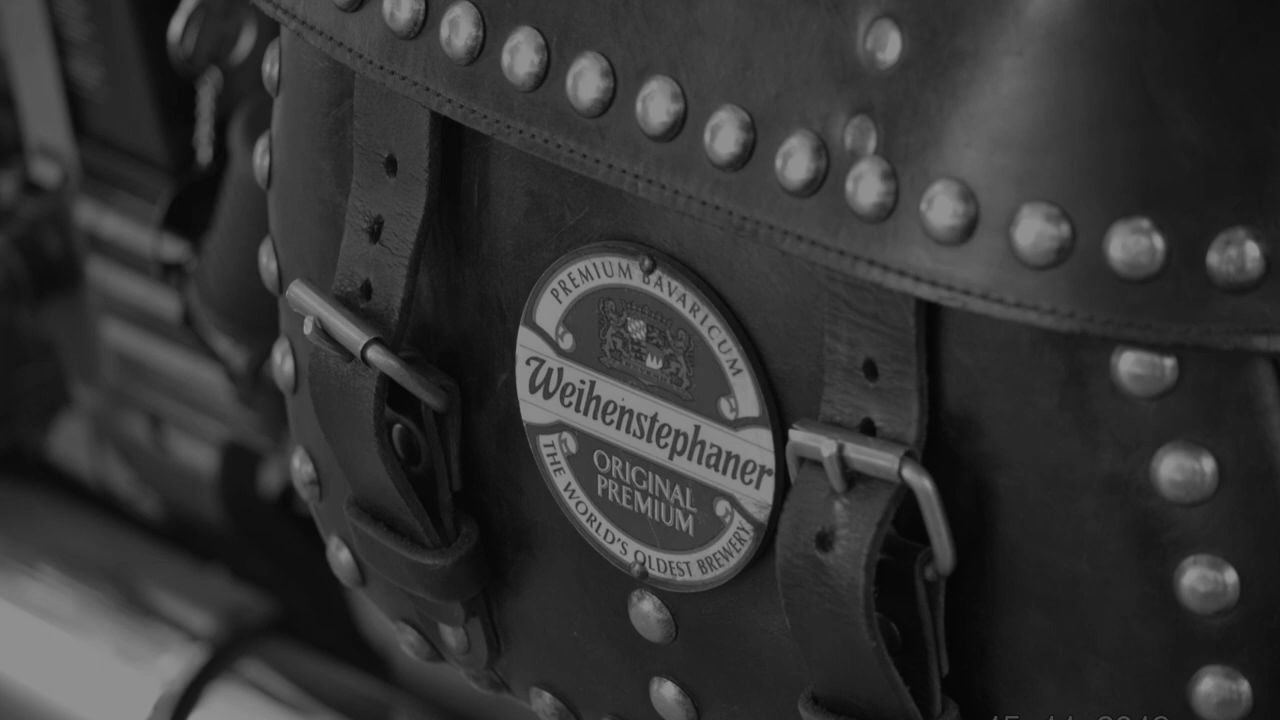 PREMIUM BAVARICUM
Weihenstephaner
ORIGINAL
PREMIUM
THE WORLD'S OLDEST BREWERY